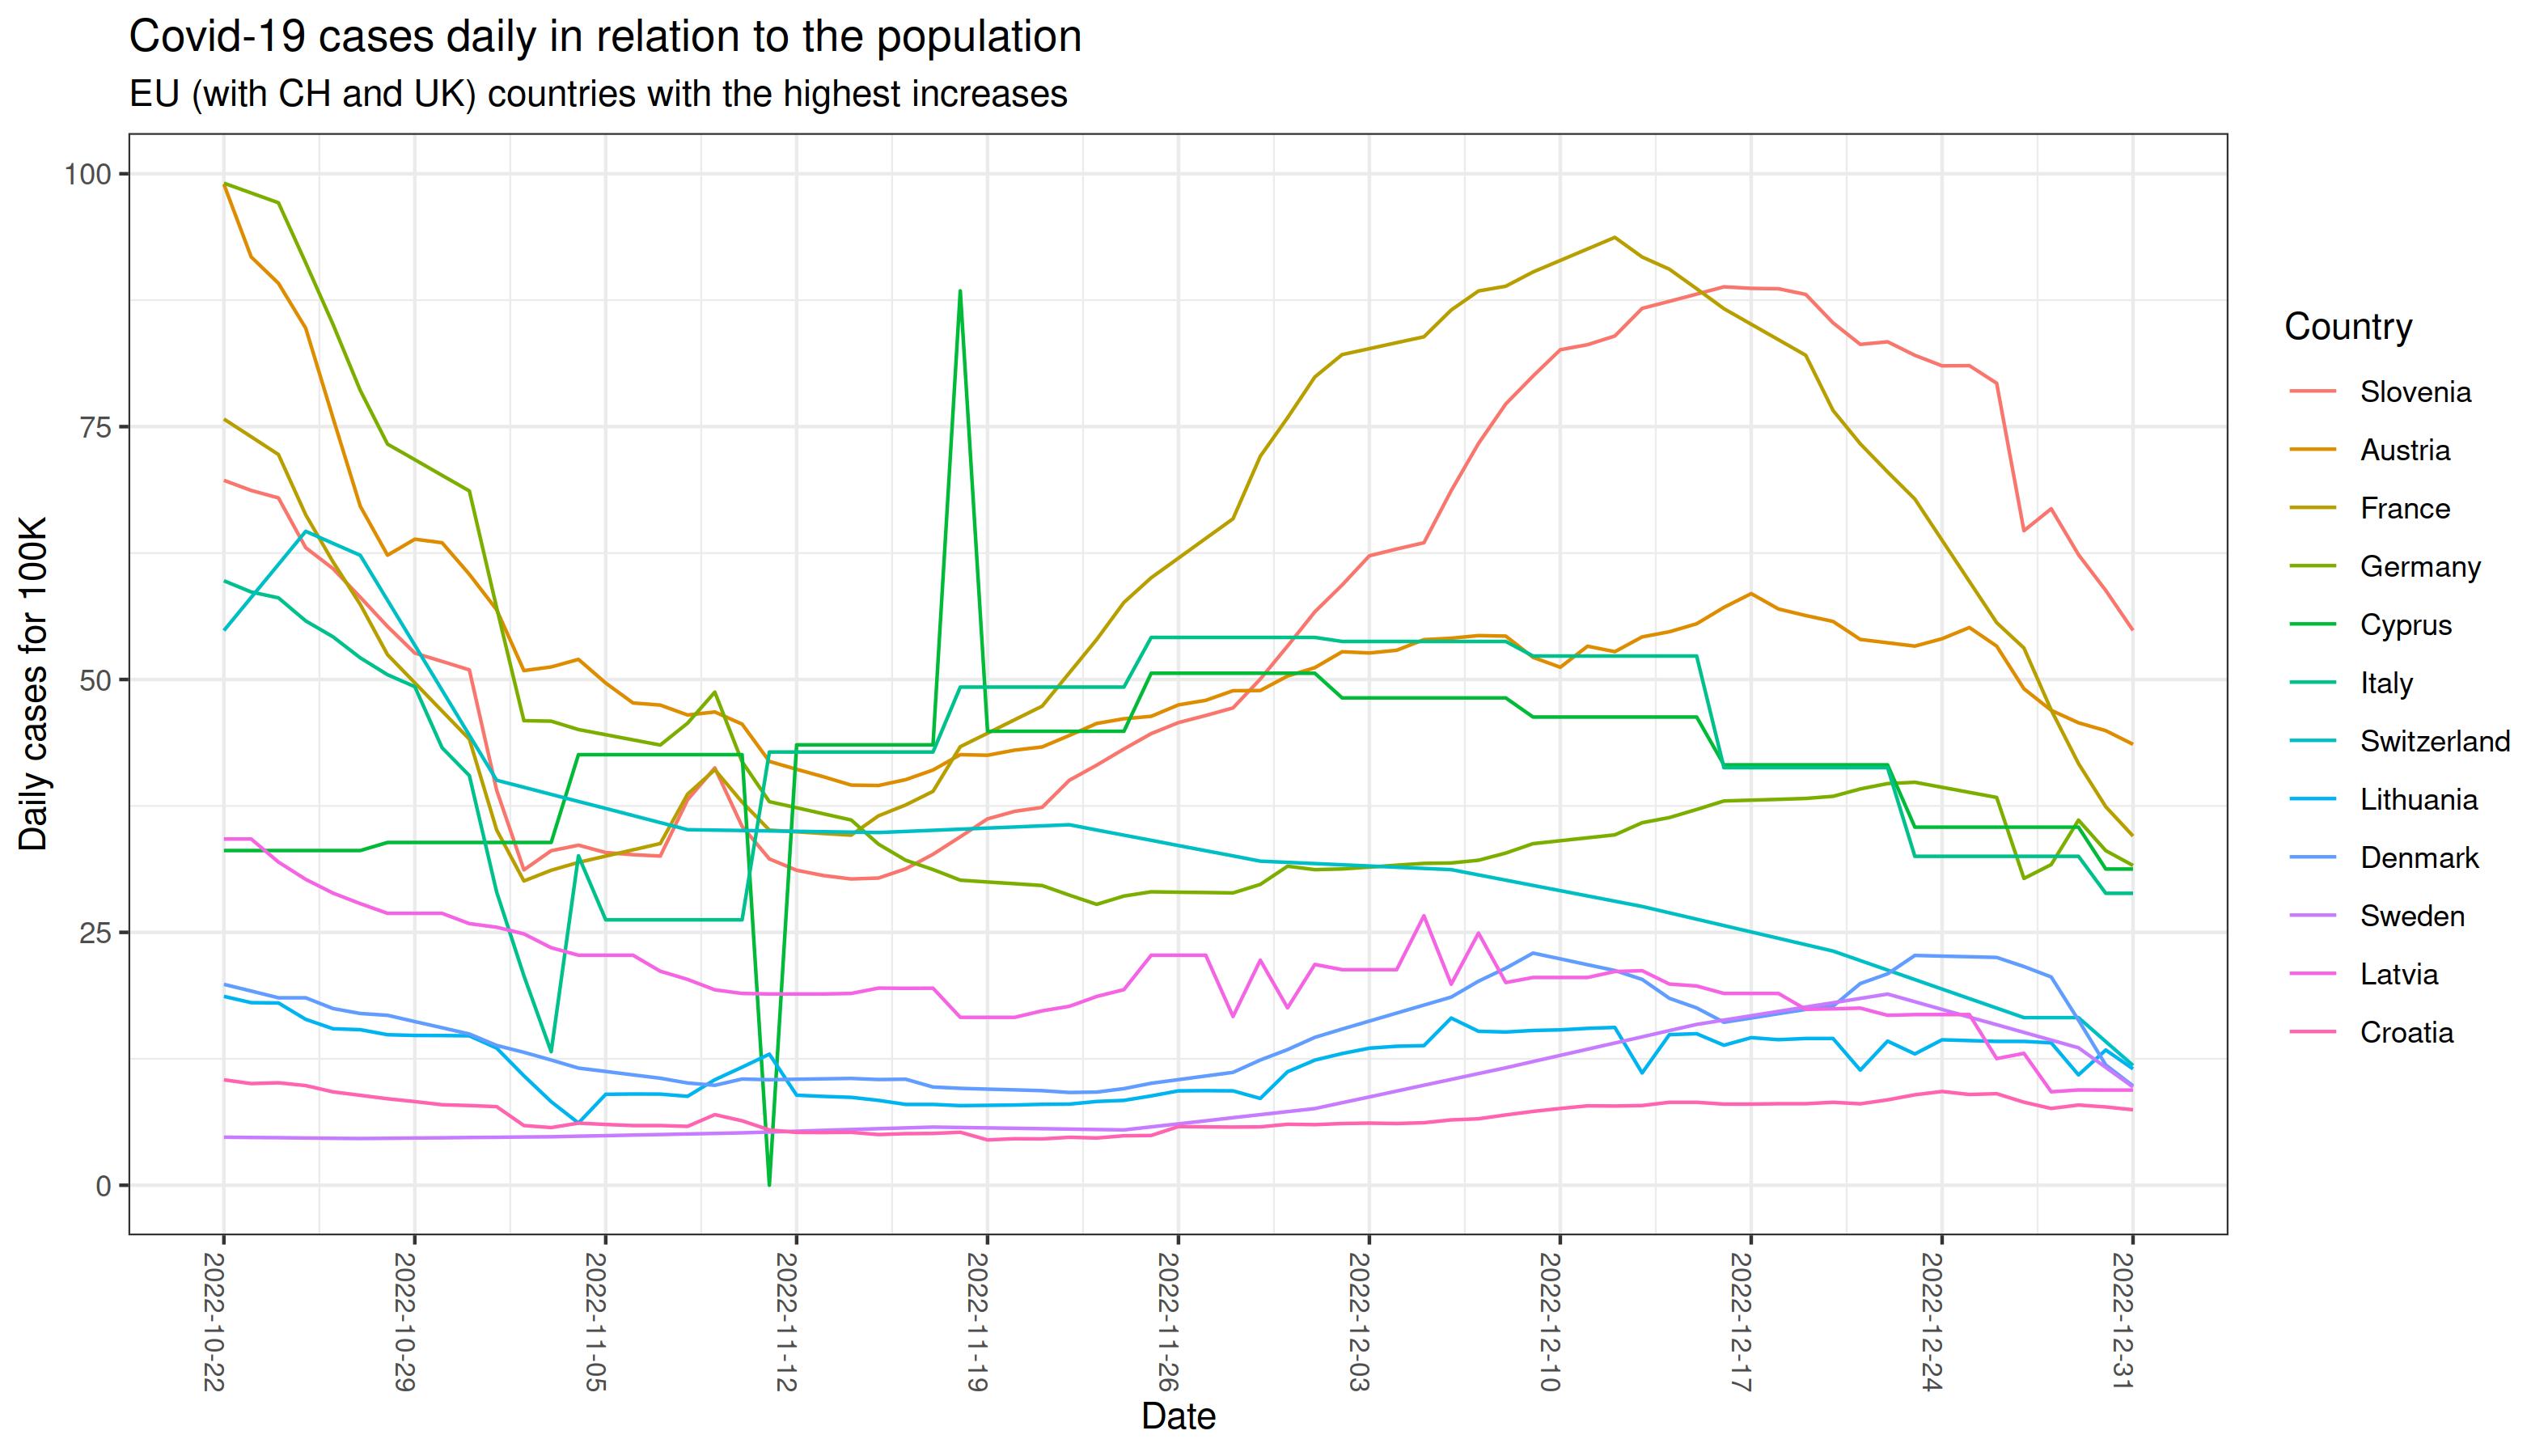 Covid-19 cases daily in relation to the population
EU (with CH and UK) countries with the highest increases
Daily cases for 100K
100
75
50
25
0
2022-10-22
2022-10-29
2022-11-05
2022-11-12
2022-11-19
2022-11-26
2022-12-03
2022-12-10
2022-12-17
2022-12-24
2022-12-31
Date
Country
Slovenia
Austria
France
Germany
Cyprus
Italy
Switzerland
Lithuania
Denmark
Sweden
Latvia
Croatia